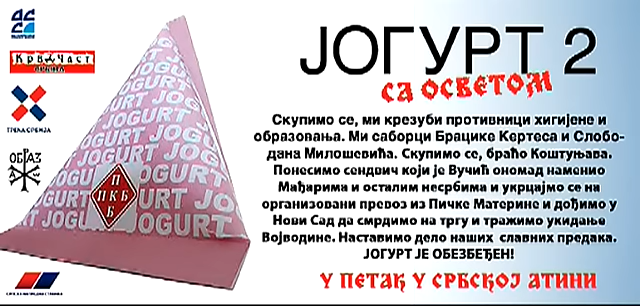 ЈОГУРТ 2
СА ОСВЕТОМ
КРВ&ЧАСТ
ТРЕЋА СРБИЈА
ОБРАЗ
JOGURT JOGURT
JOGURT
ПКБ
Скупимо се, ми крезуби противници хигијене и
образовања. Ми саборци Брацике Кертеса и Слобо-
дана Милошевића. Скупимо се, браћо Коштуњава.
Понесимо сендвич који је Вучић ономад наменио
Мађарима и осталим несрбима и укрцајмо се на
организовани превоз из Пичке Материне и дођимо у
Нови Сад да смрдимо на тргу и тражимо укидање
Војводине. Наставимо дело наших славних предака.
ЈОГУРТ ЈЕ ОБЕЗБЕЂЕН!
У ПЕТАК У СРБСКОЈ АТИНИ